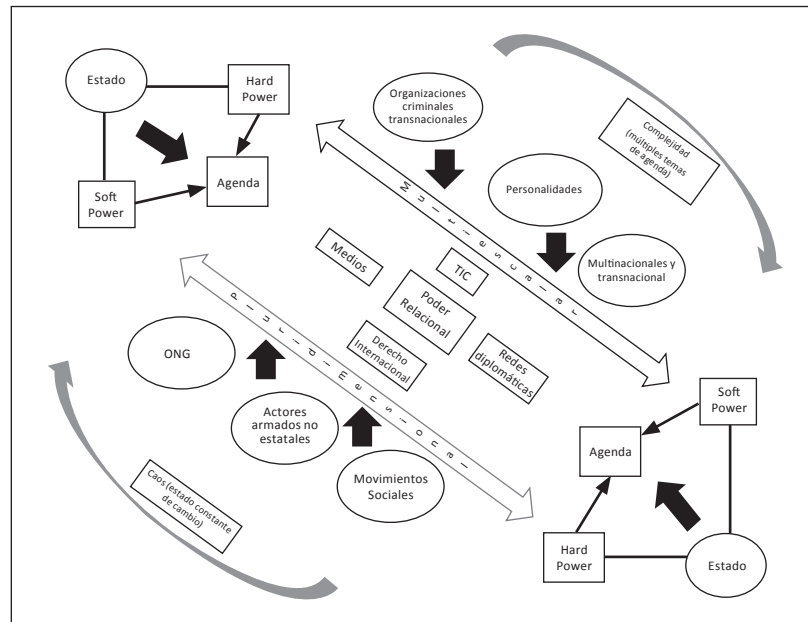 Estado
Hard
Power
Agenda
Soft
Power
Organizaciones
criminales
transnacionales
Complejidad
(múltiples temas
de agenda)
Personalidades
Multinacionales y
transnacional
Multiescalar
Medios
TIC
Poder
Relacional
Derecho
Internacional
Redes
diplomáticas
Pluridimensional
ONG
Actores
armados no
estatales
Movimientos
Sociales
Caos (estado constante
de cambio)
Soft
Power
Agenda
Hard
Power
Estado